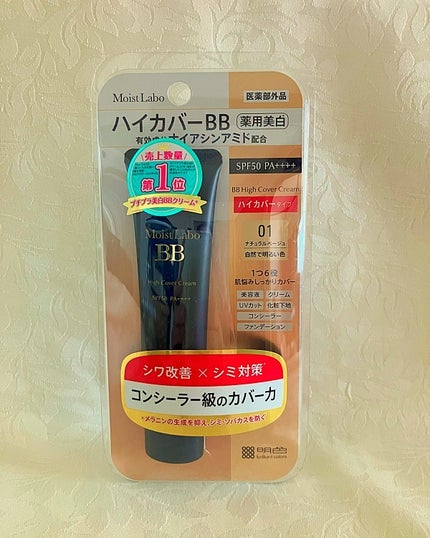 Moist Labo
医薬部外品
ハイカバーBB 薬用美白
ナイアシンアミド配合
SPF50 PA++++
売上数量
第1位
プチプラ美白BBクリーム*
BB High Cover Cream
ハイカバータイプ
01
ナチュラルベージュ
自然で明るい色
Moist Labo
BB
High Cover Cream
SPF50 PA++++
1つ6役
肌悩みしっかりカバー
美容液 クリーム
UVカット 化粧下地
コンシーラー
ファンデーション
シワ改善 × シミ対策*
コンシーラー級のカバー力
*メラニンの生成を抑え、シミ・ソバカスを防ぐ
明色
brilliant colors